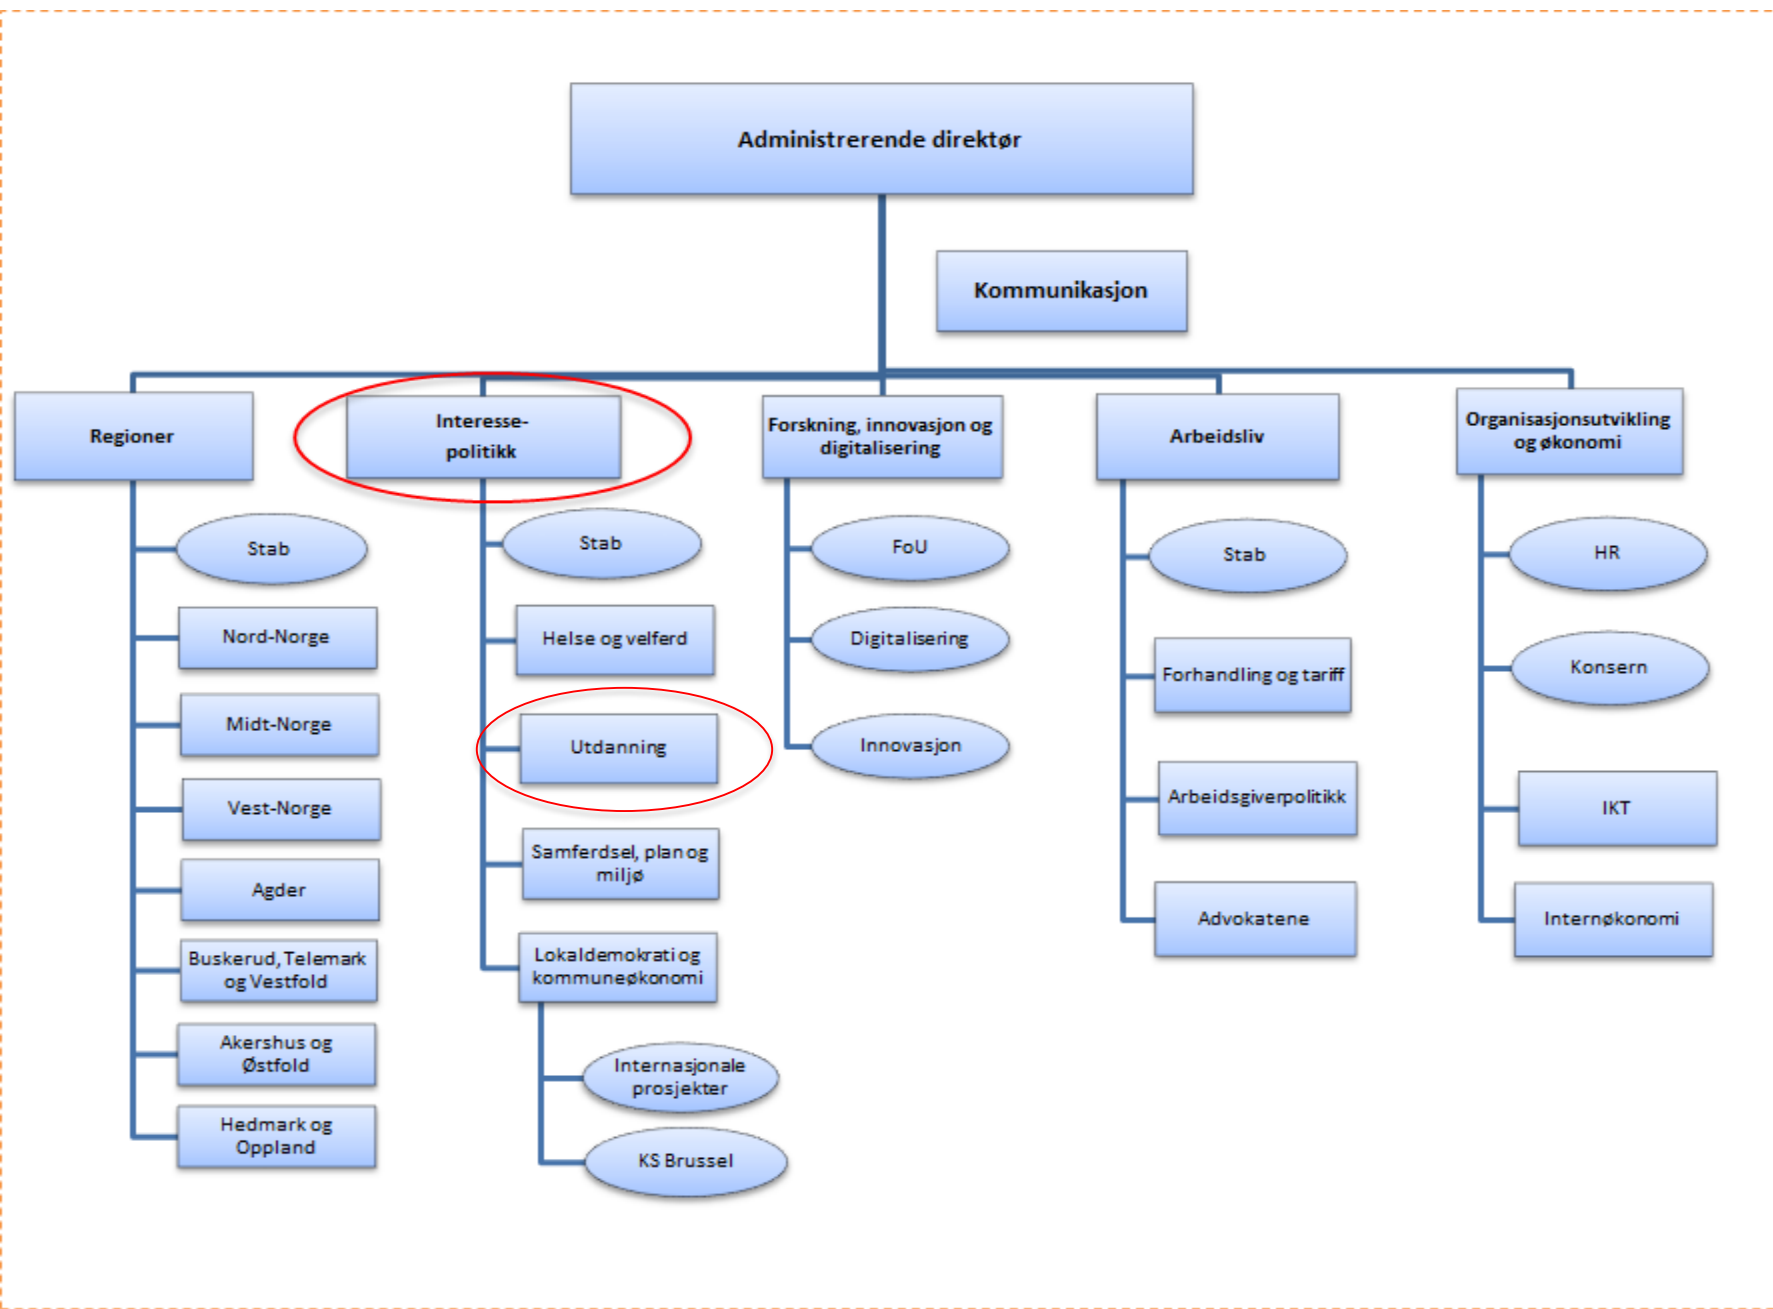 Administrerende direktør
Kommunikasjon
Regioner
Stab
Nord-Norge
Midt-Norge
Vest-Norge
Agder
Buskerud, Telemark
og Vestfold
Akershus og
Østfold
Hedmark og
Oppland
Interesse-
politikk
Stab
Helse og velferd
Utdanning
Samferdsel, plan og
miljø
Lokaldemokrati og
kommuneøkonomi
Internasjonale
prosjekter
KS Brussel
Forskning, innovasjon og
digitalisering
FoU
Digitalisering
Innovasjon
Arbeidsliv
Stab
Forhandling og tariff
Arbeidsgiverpolitikk
Advokatene
Organisasjonsutvikling
og økonomi
HR
Konsern
IKT
Internøkonomi